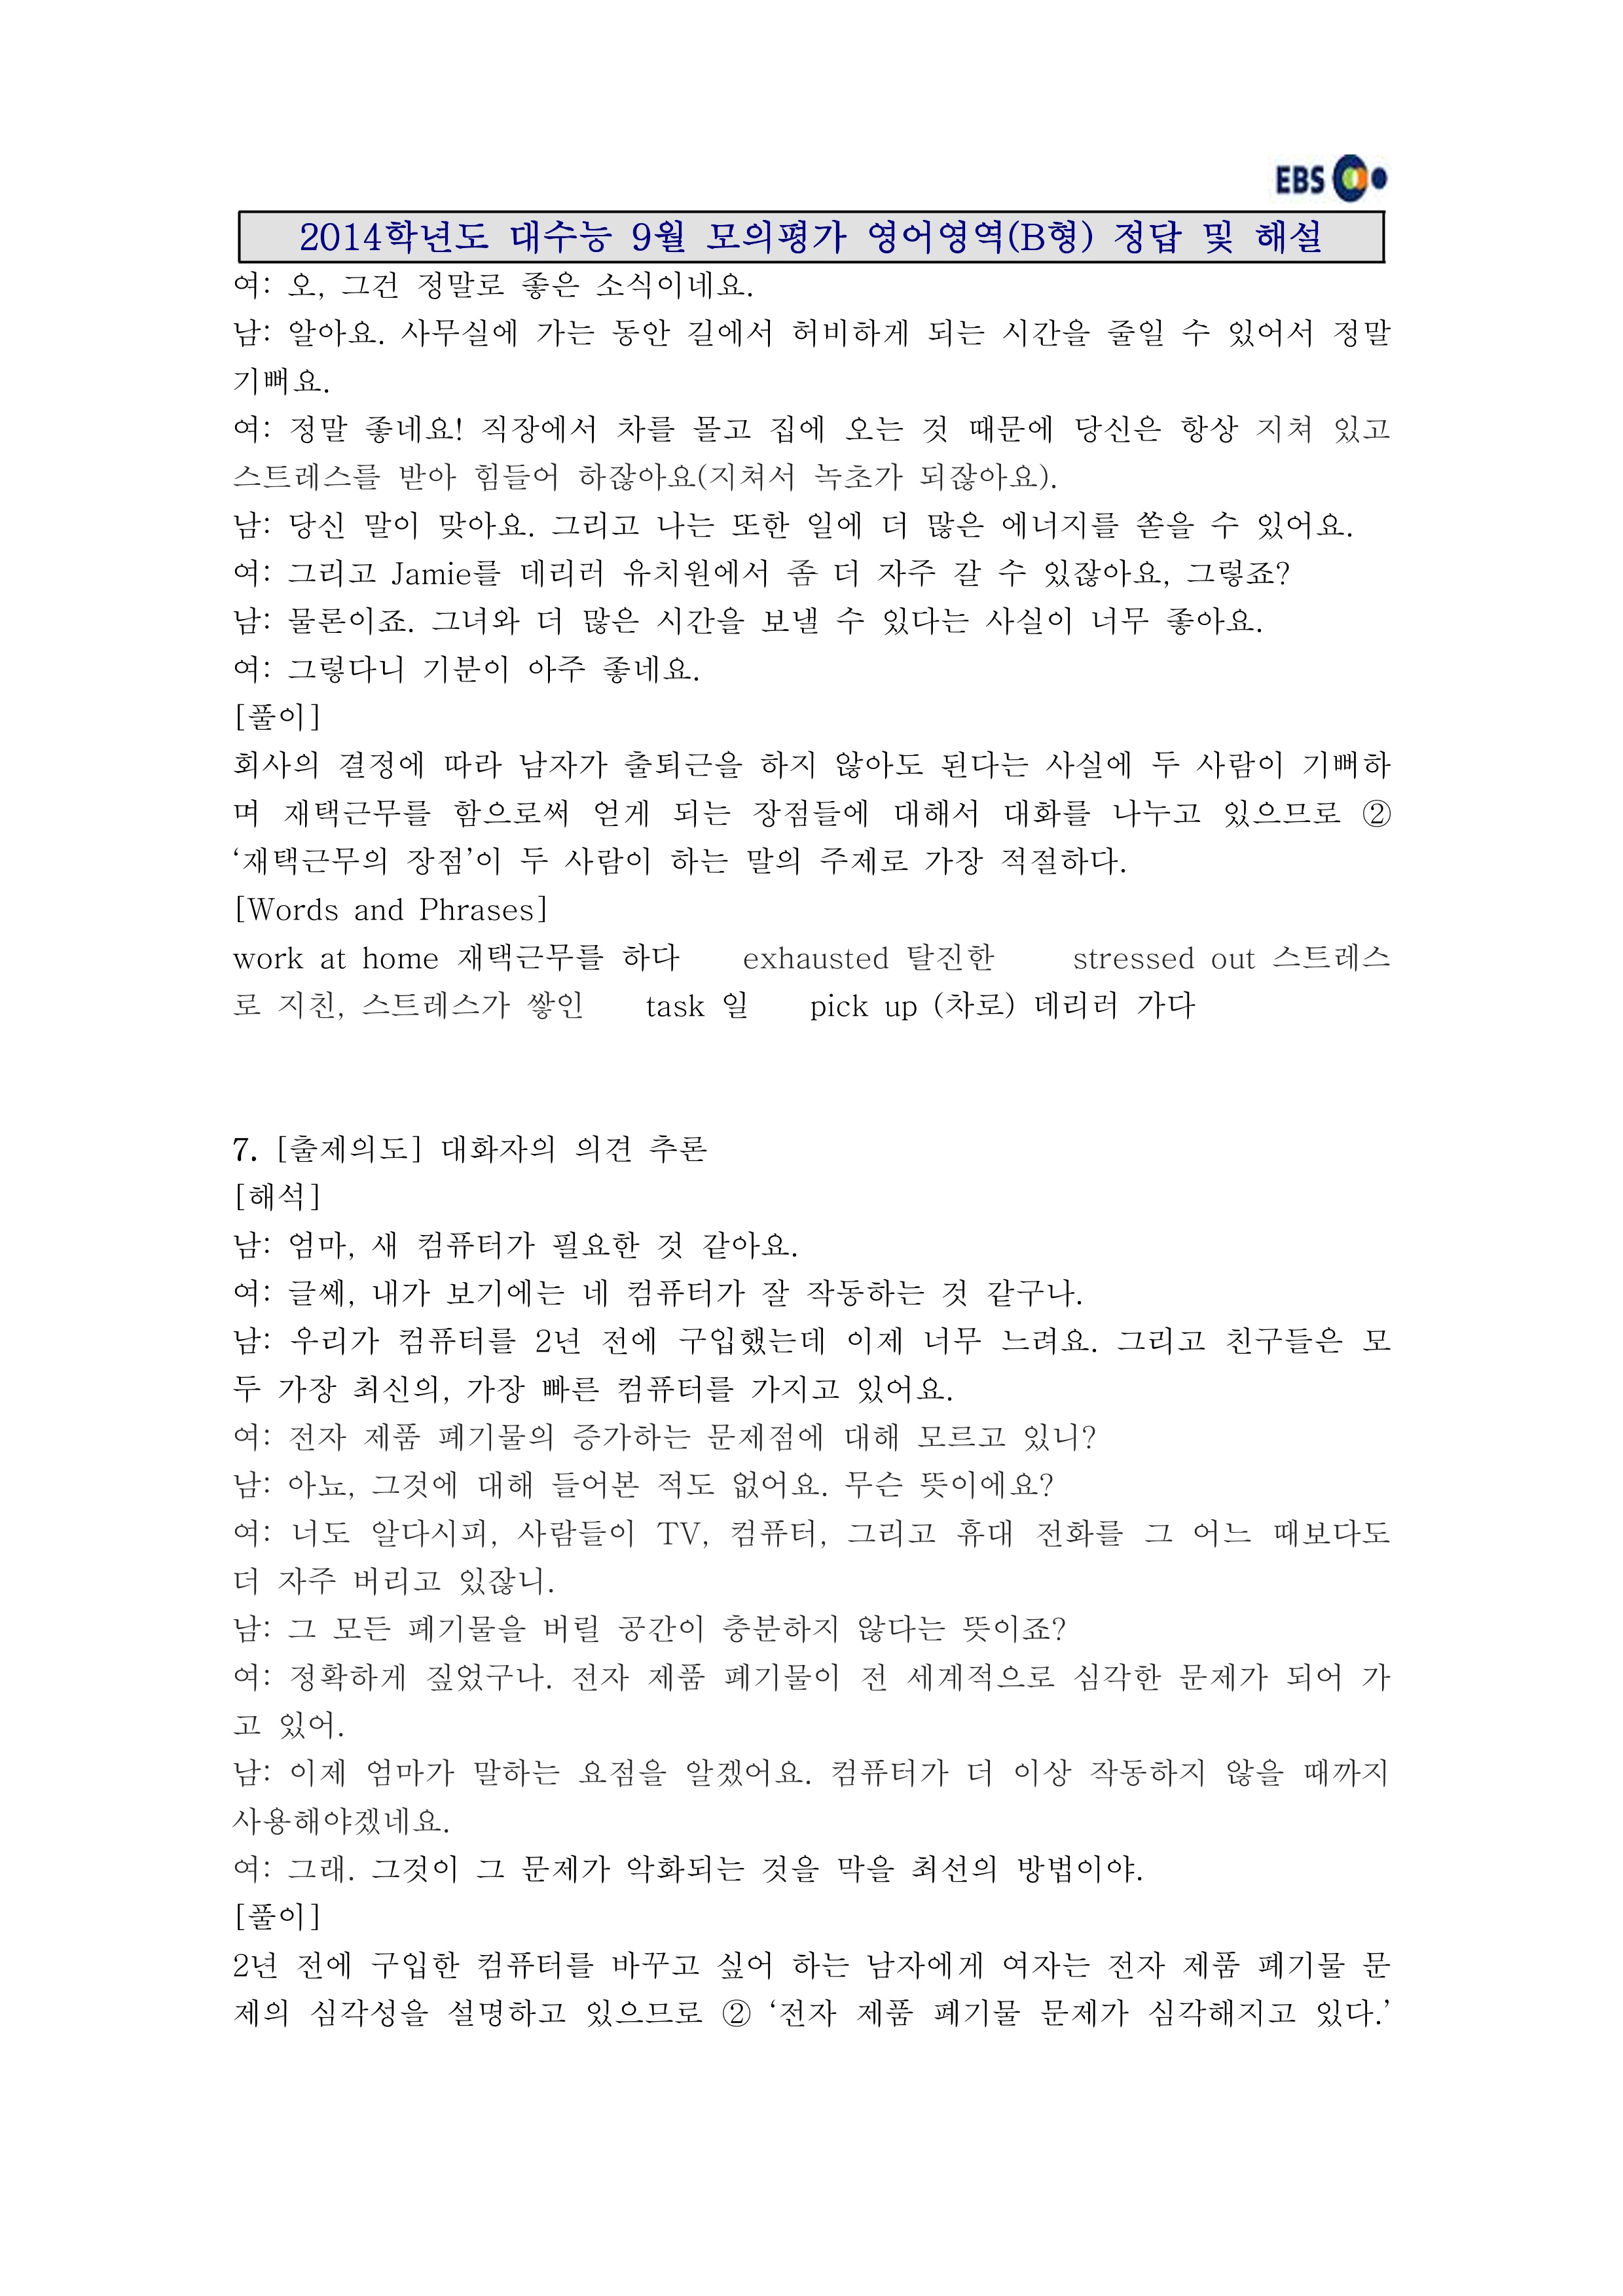 EBS
2014학년도 대수능 9월 모의평가 영어영역(B형) 정답 및 해설
여: 오, 그건 정말로 좋은 소식이네요.
남: 알아요. 사무실에 가는 동안 길에서 허비하게 되는 시간을 줄일 수 있어서 정말
기뻐요.
여: 정말 좋네요! 직장에서 차를 몰고 집에 오는 것 때문에 당신은 항상 지쳐 있고
스트레스를 받아 힘들어 하잖아요(지쳐서 녹초가 되잖아요).
남: 당신 말이 맞아요. 그리고 나는 또한 일에 더 많은 에너지를 쏟을 수 있어요.
여: 그리고 Jamie를 데리러 유치원에서 좀 더 자주 갈 수 있잖아요, 그렇죠?
남: 물론이죠. 그녀와 더 많은 시간을 보낼 수 있다는 사실이 너무 좋아요.
여: 그렇다니 기분이 아주 좋네요.
[풀이]
회사의 결정에 따라 남자가 출퇴근을 하지 않아도 된다는 사실에 두 사람이 기뻐하
며 재택근무를 함으로써 얻게 되는 장점들에 대해서 대화를 나누고 있으므로 ②
‘재택근무의 장점’이 두 사람이 하는 말의 주제로 가장 적절하다.
[Words and Phrases]
work at home 재택근무를 하다 exhausted 탈진한 stressed out 스트레스
로 지친, 스트레스가 쌓인 task 일 pick up (차로) 데리러 가다
7. [출제의도] 대화자의 의견 추론
[해석]
남: 엄마, 새 컴퓨터가 필요한 것 같아요.
여: 글쎄, 내가 보기에는 네 컴퓨터가 잘 작동하는 것 같구나.
남: 우리가 컴퓨터를 2년 전에 구입했는데 이제 너무 느려요. 그리고 친구들은 모
두 가장 최신의, 가장 빠른 컴퓨터를 가지고 있어요.
여: 전자 제품 폐기물의 증가하는 문제점에 대해 모르고 있니?
남: 아뇨, 그것에 대해 들어본 적도 없어요. 무슨 뜻이에요?
여: 너도 알다시피, 사람들이 TV, 컴퓨터, 그리고 휴대 전화를 그 어느 때보다도
더 자주 버리고 있잖니.
남: 그 모든 폐기물을 버릴 공간이 충분하지 않다는 뜻이죠?
여: 정확하게 짚었구나. 전자 제품 폐기물이 전 세계적으로 심각한 문제가 되어 가
고 있어.
남: 이제 엄마가 말하는 요점을 알겠어요. 컴퓨터가 더 이상 작동하지 않을 때까지
사용해야겠네요.
여: 그래. 그것이 그 문제가 악화되는 것을 막을 최선의 방법이야.
[풀이]
2년 전에 구입한 컴퓨터를 바꾸고 싶어 하는 남자에게 여자는 전자 제품 폐기물 문
제의 심각성을 설명하고 있으므로 ② ‘전자 제품 폐기물 문제가 심각해지고 있다.’